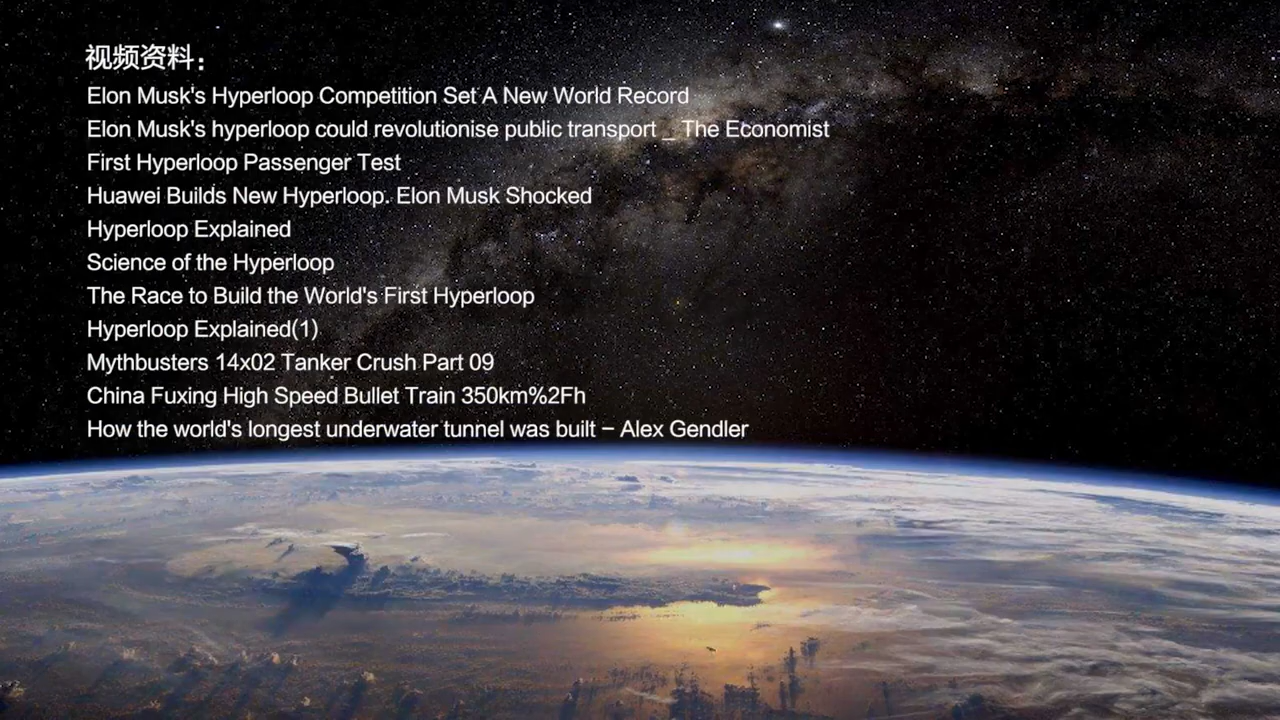 视频资料：
Elon Musk's Hyperloop Competition Set A New World Record
Elon Musk's hyperloop could revolutionise public transport _ The Economist
First Hyperloop Passenger Test
Huawei Builds New Hyperloop. Elon Musk Shocked
Hyperloop Explained
Science of the Hyperloop
The Race to Build the World's First Hyperloop
Hyperloop Explained(1)
Mythbusters 14x02 Tanker Crush Part 09
China Fuxing High Speed Bullet Train 350km%2Fh
How the world's longest underwater tunnel was built – Alex Gendler